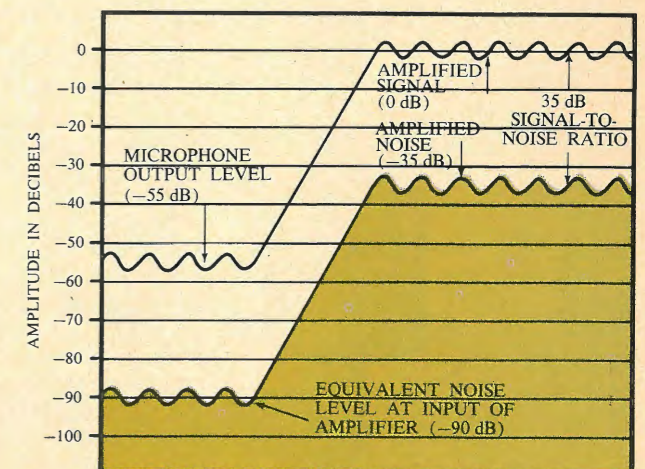 0
−10
−20
−30
−40
−50
−60
−70
−80
−90
−100
AMPLITUDE IN DECIBELS
AMPLIFIED
SIGNAL
(0 dB)
35 dB
SIGNAL-TO-
NOISE RATIO
AMPLIFIED
NOISE
(−35 dB)
MICROPHONE
OUTPUT LEVEL
(−55 dB)
EQUIVALENT NOISE
LEVEL AT INPUT OF
AMPLIFIER (−90 dB)